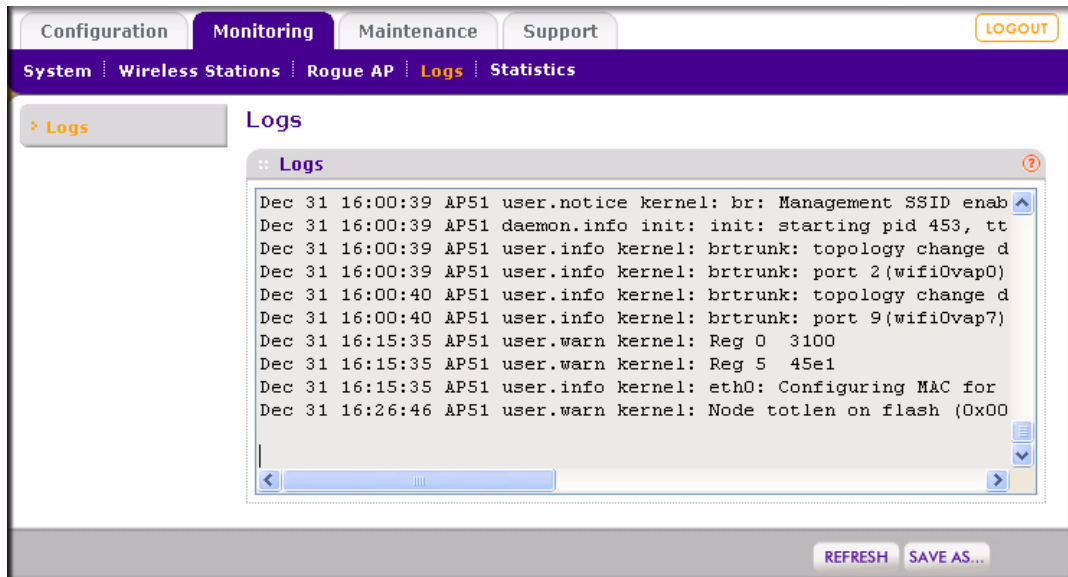 Configuration Monitoring Maintenance Support LOGOUT
System Wireless Stations Rogue AP Logs Statistics
Logs
Logs
Logs
Dec 31 16:00:39 AP51 user.notice kernel: br: Management SSID enab
Dec 31 16:00:39 AP51 daemon.info init: init: starting pid 453, tt
Dec 31 16:00:39 AP51 user.info kernel: brtrunk: topology change d
Dec 31 16:00:39 AP51 user.info kernel: brtrunk: port 2(wifi0vap0)
Dec 31 16:00:40 AP51 user.info kernel: brtrunk: topology change d
Dec 31 16:00:40 AP51 user.info kernel: brtrunk: port 9(wifi0vap7)
Dec 31 16:15:35 AP51 user.warn kernel: Reg 0  3100
Dec 31 16:15:35 AP51 user.warn kernel: Reg 5  45e1
Dec 31 16:15:35 AP51 user.info kernel: eth0: Configuring MAC for
Dec 31 16:26:46 AP51 user.warn kernel: Node totlen on flash (0x00
REFRESH SAVE AS...